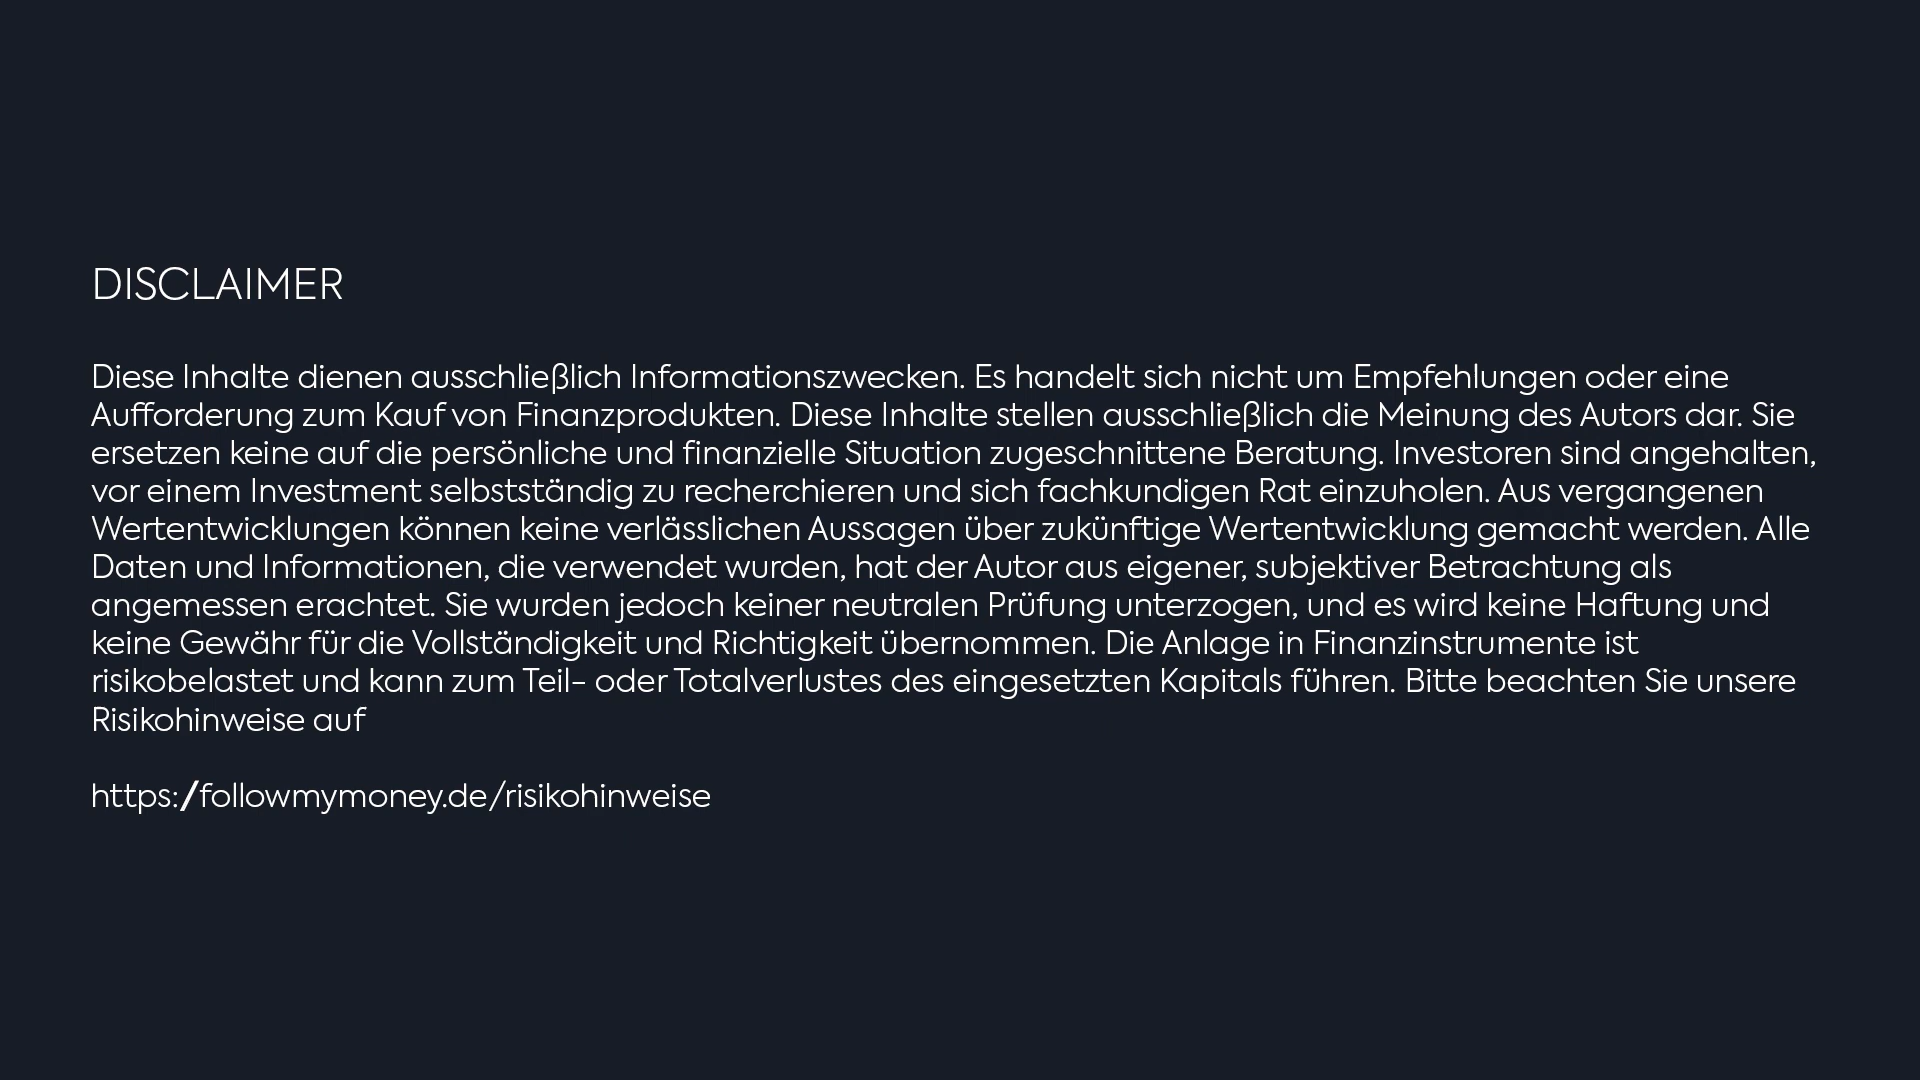 DISCLAIMER
Diese Inhalte dienen ausschließlich Informationszwecken. Es handelt sich nicht um Empfehlungen oder eine
Aufforderung zum Kauf von Finanzprodukten. Diese Inhalte stellen ausschließlich die Meinung des Autors dar. Sie
ersetzen keine auf die persönliche und finanzielle Situation zugeschnittene Beratung. Investoren sind angehalten,
vor einem Investment selbstständig zu recherchieren und sich fachkundigen Rat einzuholen. Aus vergangenen
Wertentwicklungen können keine verlässlichen Aussagen über zukünftige Wertentwicklung gemacht werden. Alle
Daten und Informationen, die verwendet wurden, hat der Autor aus eigener, subjektiver Betrachtung als
angemessen erachtet. Sie wurden jedoch keiner neutralen Prüfung unterzogen, und es wird keine Haftung und
keine Gewähr für die Vollständigkeit und Richtigkeit übernommen. Die Anlage in Finanzinstrumente ist
risikobelastet und kann zum Teil- oder Totalverlustes des eingesetzten Kapitals führen. Bitte beachten Sie unsere
Risikohinweise auf
https://followmymoney.de/risikohinweise